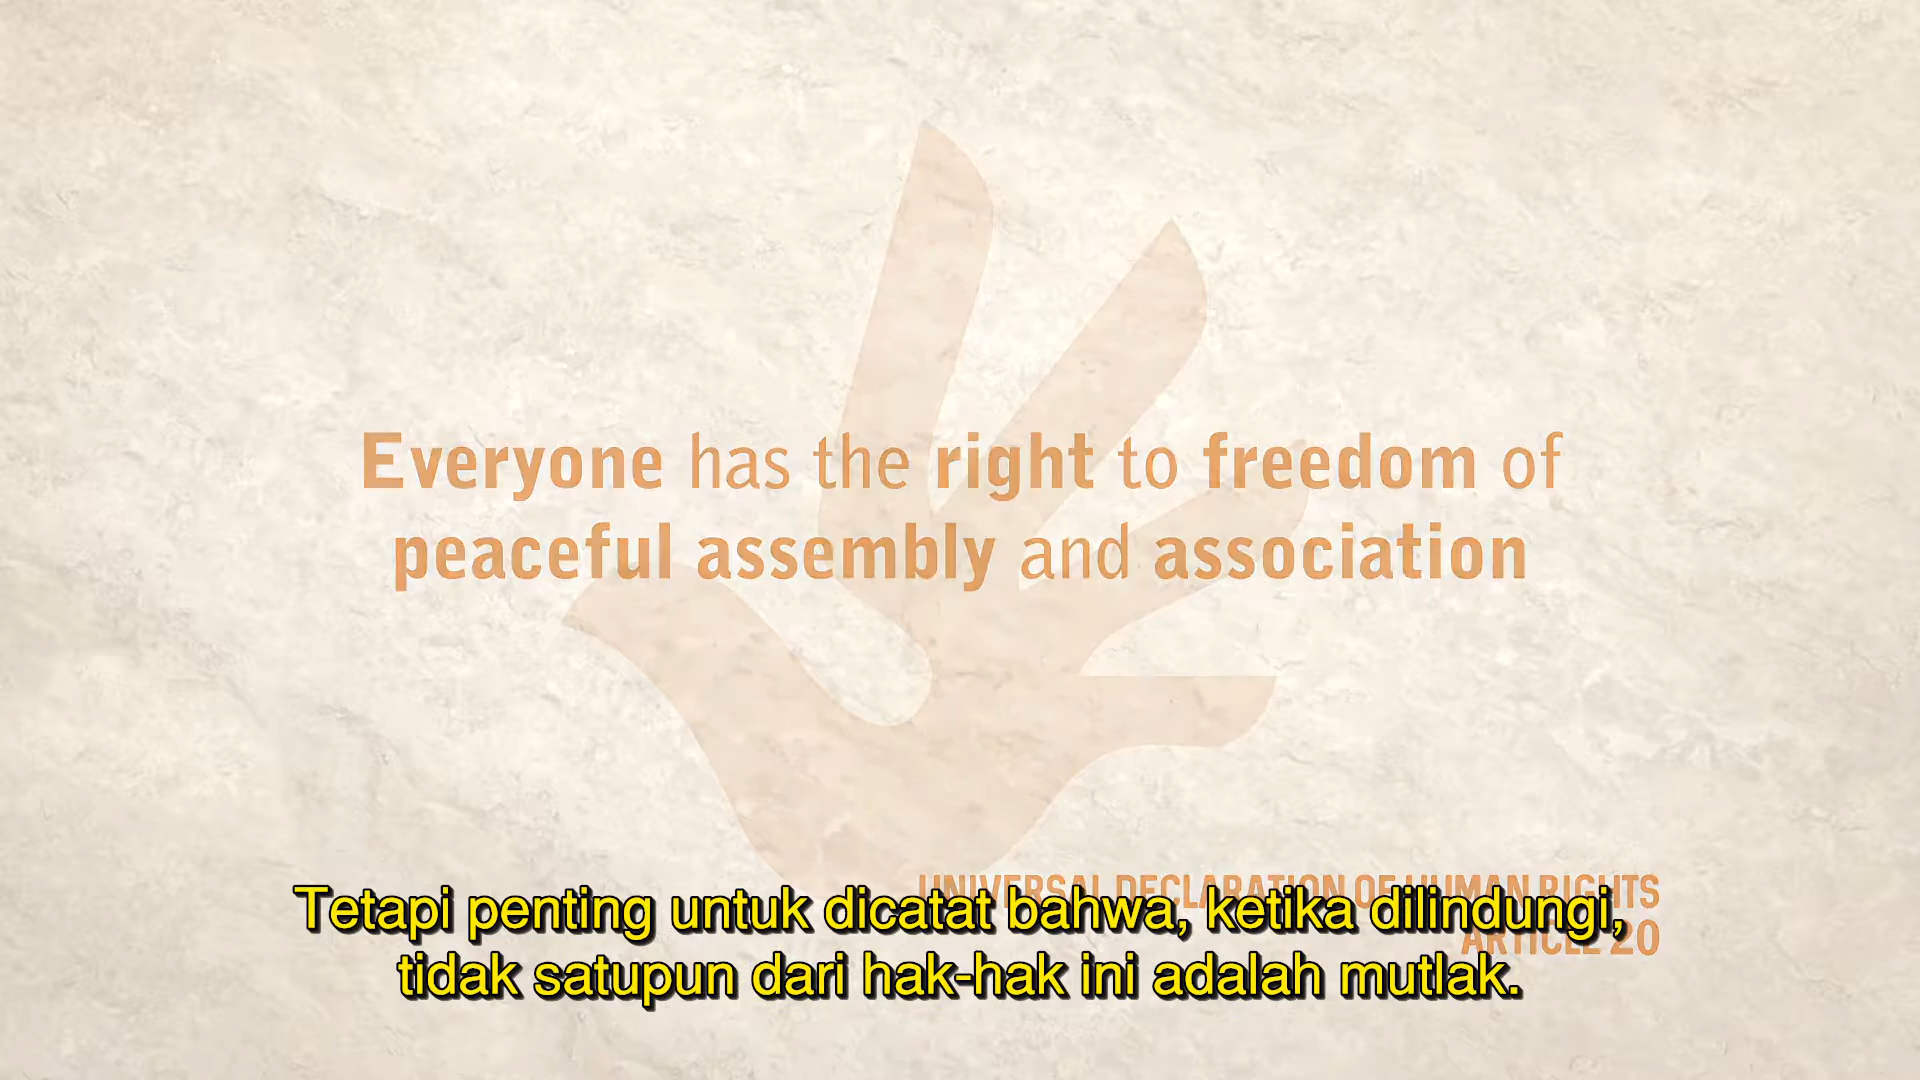 Everyone has the right to freedom of
peaceful assembly and association
UNIVERSAL DECLARATION OF HUMAN RIGHTS
ARTICLE 20
Tetapi penting untuk dicatat bahwa, ketika dilindungi,
tidak satupun dari hak-hak ini adalah mutlak.